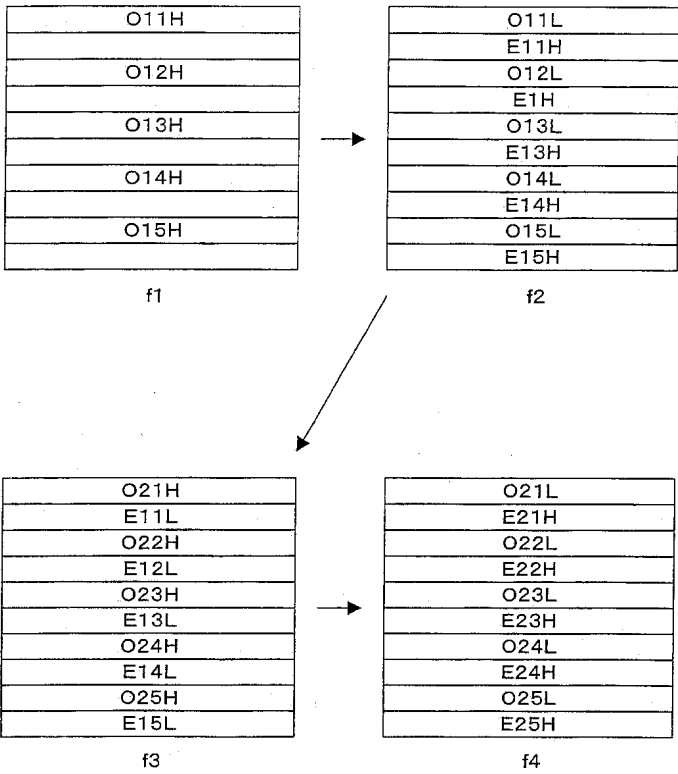 O11H
O12H
O13H
O14H
O15H
f1
O11L
E11H
O12L
E1H
O13L
E13H
O14L
E14H
O15L
E15H
f2
O21H
E11L
O22H
E12L
O23H
E13L
O24H
E14L
O25H
E15L
f3
O21L
E21H
O22L
E22H
O23L
E23H
O24L
E24H
O25L
E25H
f4